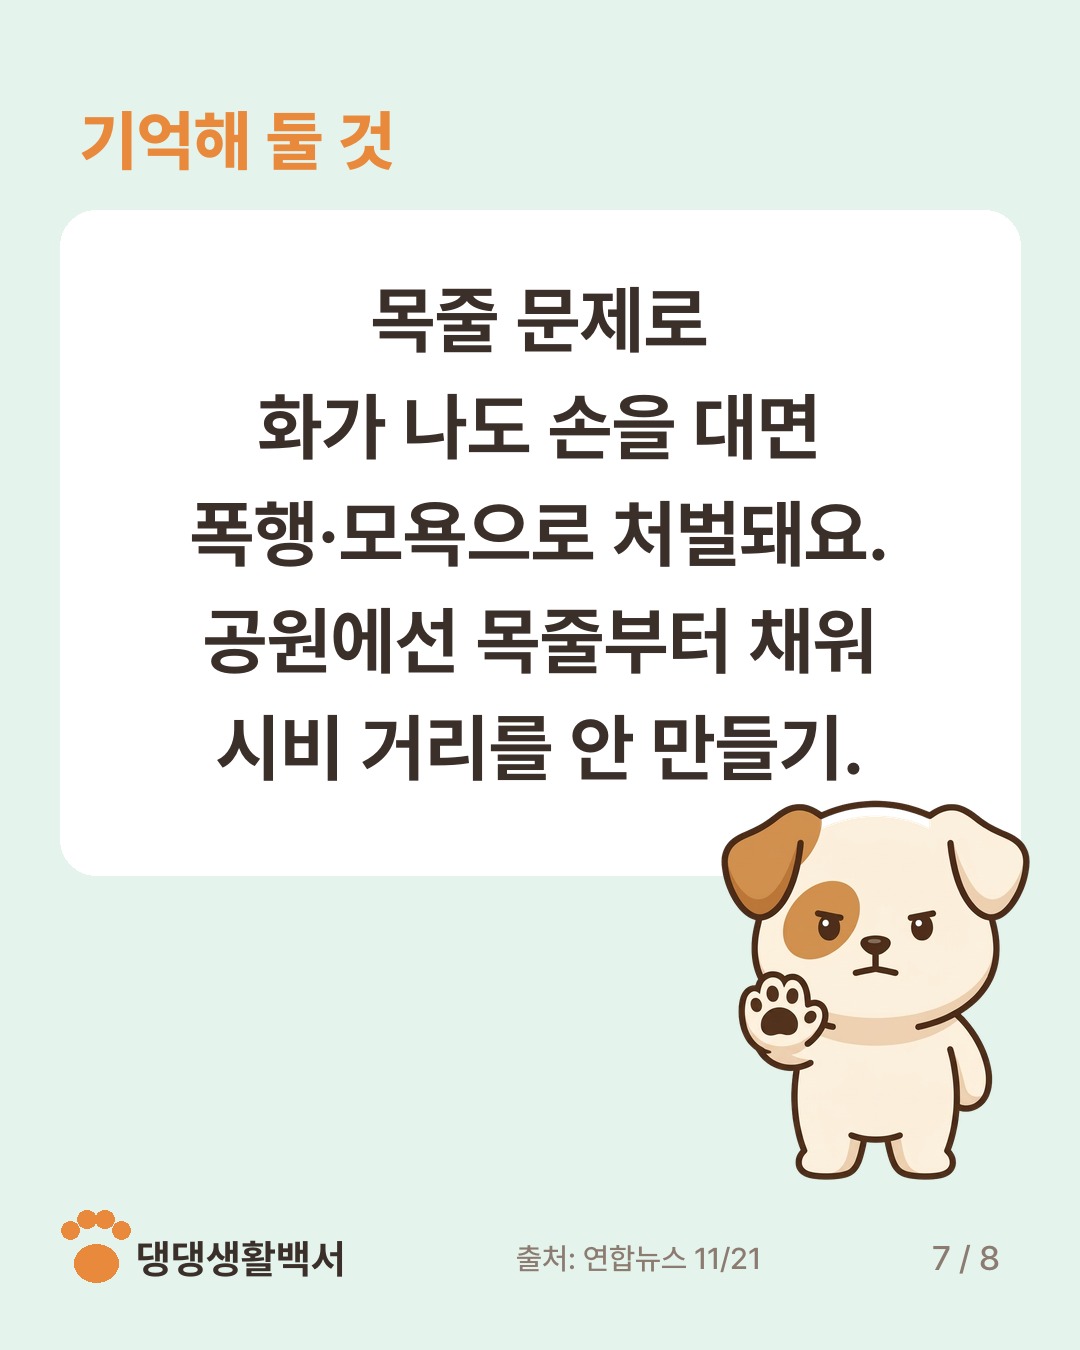 기억해 둘 것
목줄 문제로
화가 나도 손을 대면
폭행·모욕으로 처벌돼요.
공원에선 목줄부터 채워
시비 거리를 안 만들기.
댕댕생활백서
출처: 연합뉴스 11/21
7 / 8